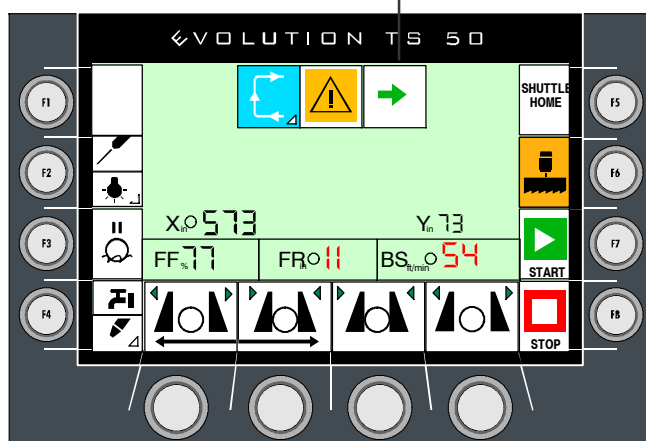 EVOLUTION TS 50
F1
SHUTTLE HOME
F5
F2
F6
X in 573
Y in 73
F3
FF % 77
FR in 11
BS ft/min 54
START
F7
F4
STOP
F8